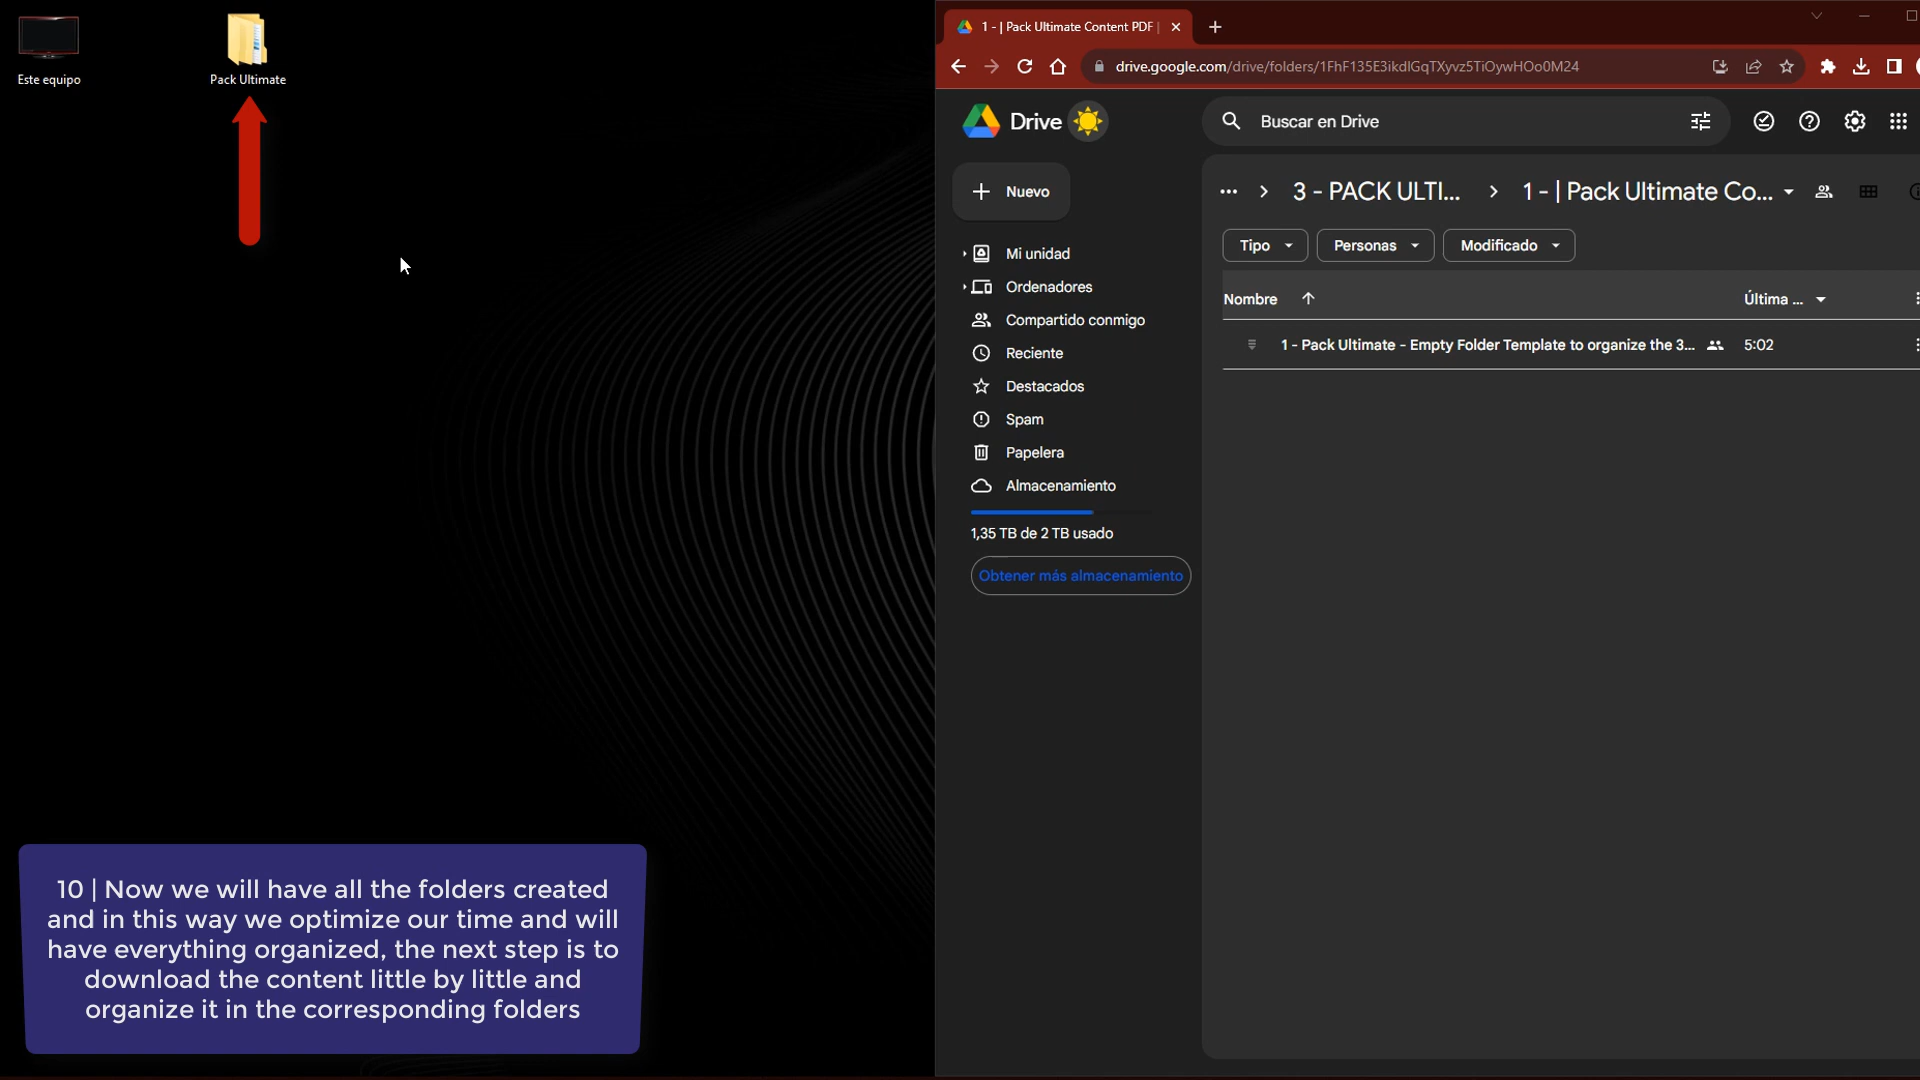 Este equipo
Pack Ultimate
10 | Now we will have all the folders created
and in this way we optimize our time and will
have everything organized, the next step is to
download the content little by little and
organize it in the corresponding folders
1 - | Pack Ultimate Content PDF |
drive.google.com/drive/folders/1FhF135E3ikdIGqTXyvz5TiOywHOo0M24
Drive
Buscar en Drive
Nuevo
3 - PACK ULTI...
1 - | Pack Ultimate Co...
Tipo
Personas
Modificado
Mi unidad
Ordenadores
Compartido conmigo
Reciente
Destacados
Spam
Papelera
Almacenamiento
1,35 TB de 2 TB usado
Obtener más almacenamiento
Nombre
Última ...
1 - Pack Ultimate - Empty Folder Template to organize the 3...
5:02